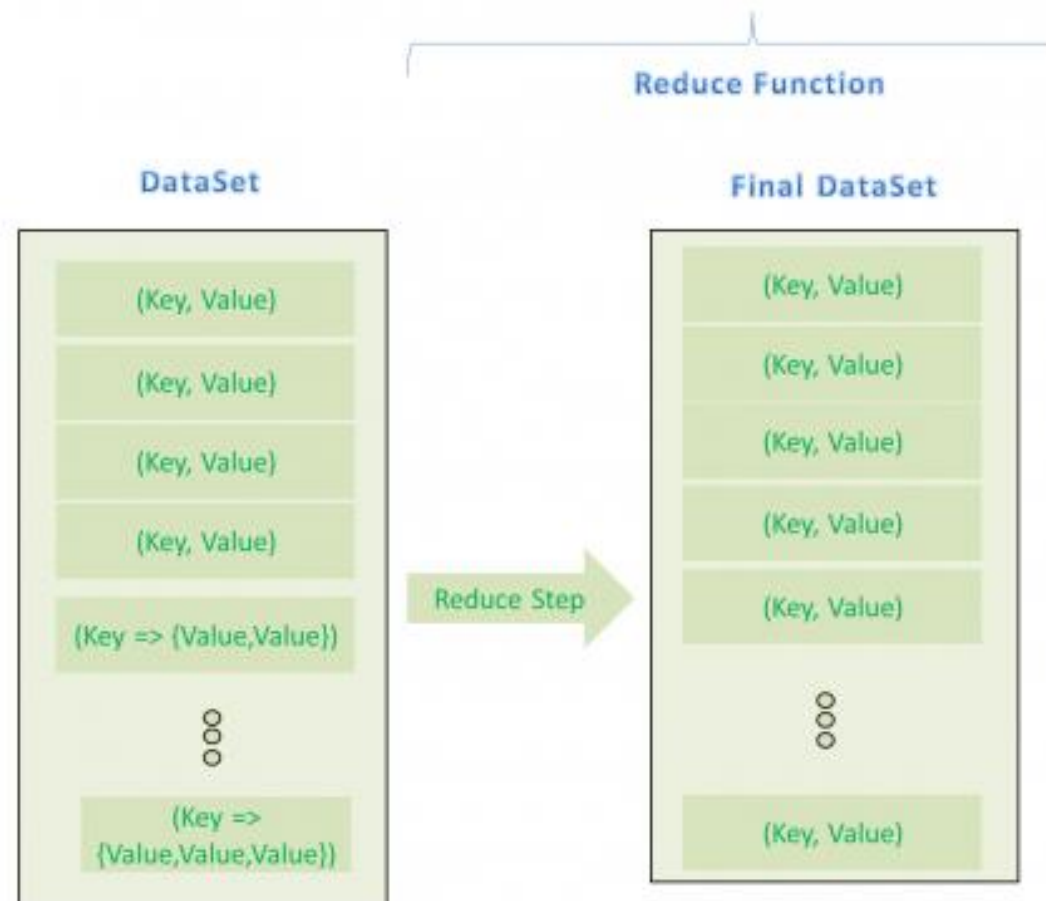 Reduce Function
DataSet
(Key, Value)
(Key, Value)
(Key, Value)
(Key, Value)
(Key => {Value,Value})
(Key =>
{Value,Value,Value})
Reduce Step
Final DataSet
(Key, Value)
(Key, Value)
(Key, Value)
(Key, Value)
(Key, Value)
(Key, Value)